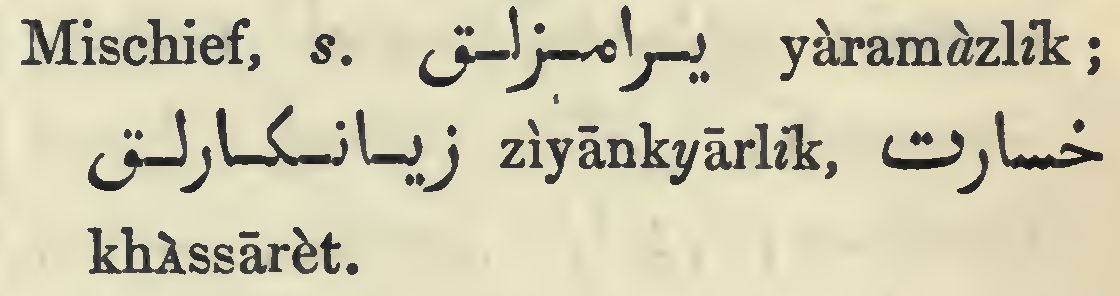 Mischief, s. يرامزلق yàramàzlik ;
زيانكارلق zìyānkyārlik, خسارت
khàssārèt.